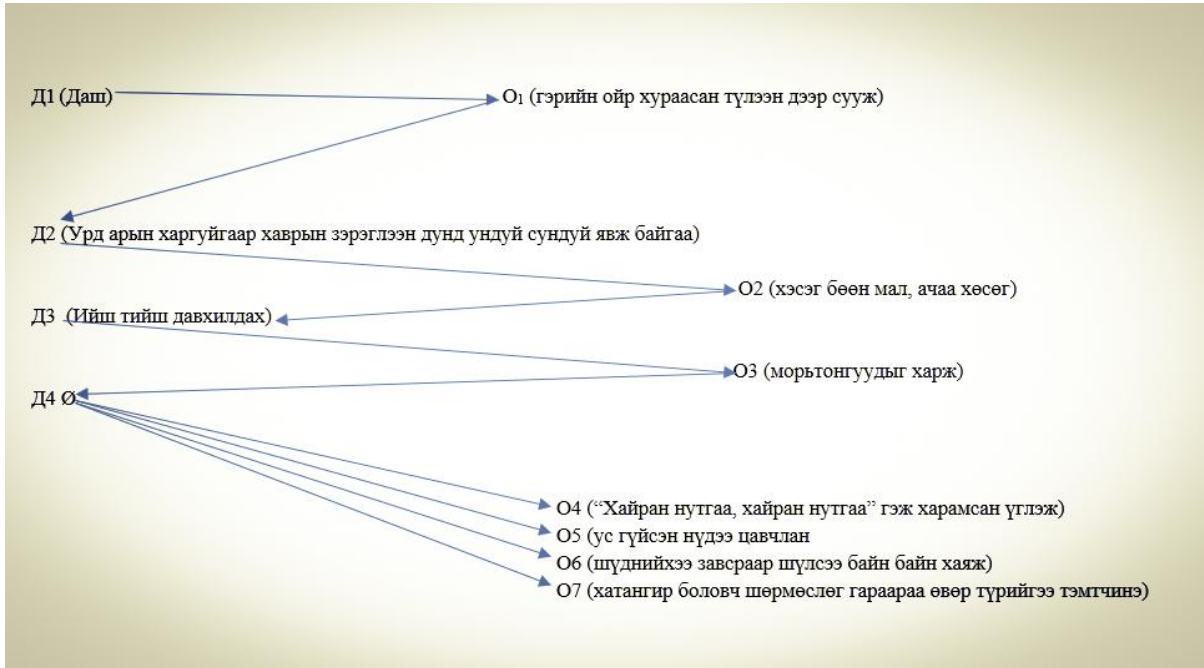 Д1 (Даш)
О₁ (гэрийн ойр хураасан түлээн дээр сууж)
Д2 (Урд арын харгуйгаар хаврын зэрэглээн дунд ундуй сундуй явж байгаа)
О2 (хэсэг бөөн мал, ачаа хөсөг)
Д3 (Ийш тийш давхилдах)
О3 (морьтонгуудыг харж)
Д4 Ø
О4 (“Хайран нутгаа, хайран нутгаа” гэж харамсан үглэж)
О5 (ус гүйсэн нүдээ цавчлан
О6 (шүднийхээ завсраар шүлсээ байн байн хаяж)
О7 (хатангир боловч шөрмөслөг гараараа өвөр түрийгээ тэмтчинэ)